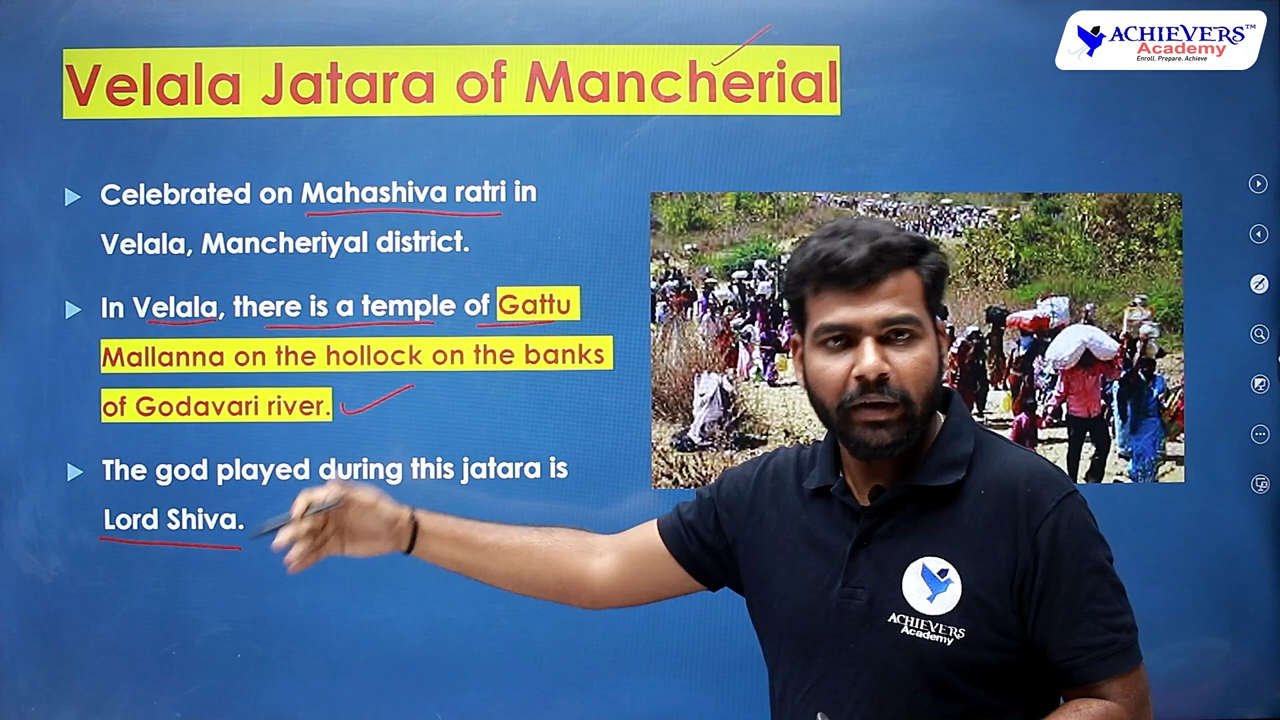 Velala Jatara of Mancherial
ACHIEVERS™
Academy
Enroll. Prepare. Achieve
Celebrated on Mahashiva ratri in
Velala, Mancheriyal district.
In Velala, there is a temple of Gattu
Mallanna on the hollock on the banks
of Godavari river.
The god played during this jatara is
Lord Shiva.
ACHIEVERS
Academy